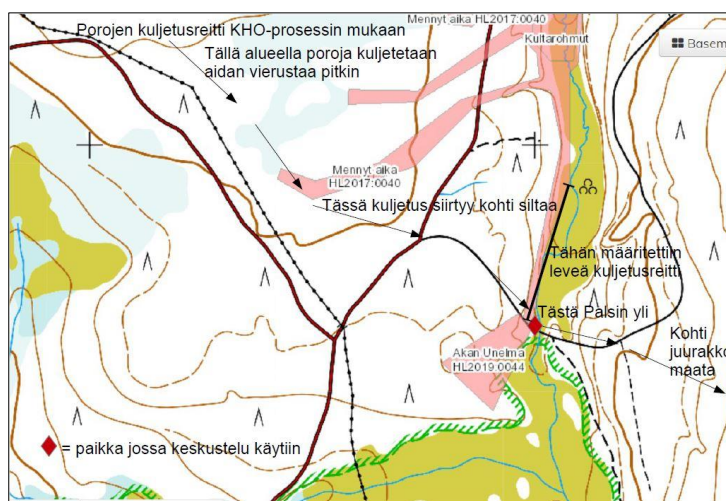 Porojen kuljetusreitti KHO-prosessin mukaan
Mennyt aika HL2017:0040
Tällä alueella poroja kuljetetaan
aidan vierustaa pitkin
Kultarohmut
Basem
Mennyt aika
HL2017:0040
Tässä kuljetus siirtyy kohti siltaa
Tähän määritettiin
leveä kuljetusreitti
Tästä Palsin yli
Kohti
juurakko
maata
Akan Unelma
HL2019:0044
= paikka jossa keskustelu käytiin